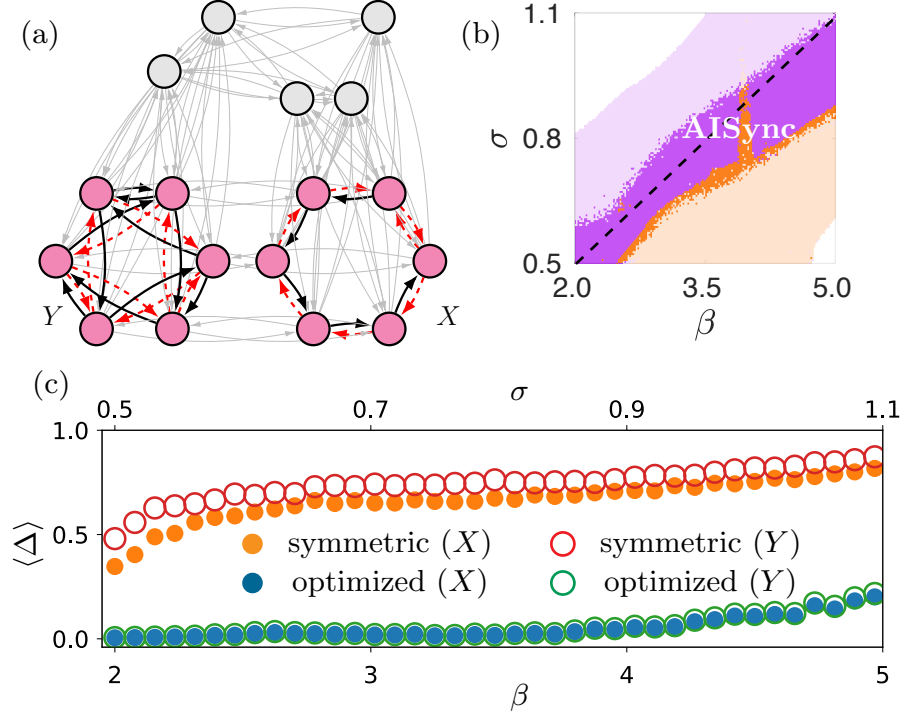 (a)
Y
X
(b)
σ
1.1
0.8
0.5
AISync
2.0 3.5 5.0
β
(c)
σ
0.5 0.7 0.9 1.1
⟨Δ⟩
1.0
0.5
0.0
symmetric (X) symmetric (Y)
optimized (X) optimized (Y)
2 3 4 5
β